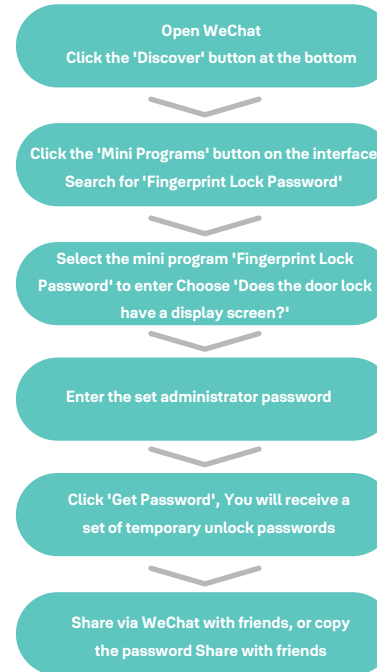 Open WeChat
Click the 'Discover' button at the bottom
Click the 'Mini Programs' button on the interface
Search for 'Fingerprint Lock Password'
Select the mini program 'Fingerprint Lock
Password' to enter Choose 'Does the door lock
have a display screen?'
Enter the set administrator password
Click 'Get Password', You will receive a
set of temporary unlock passwords
Share via WeChat with friends, or copy
the password Share with friends